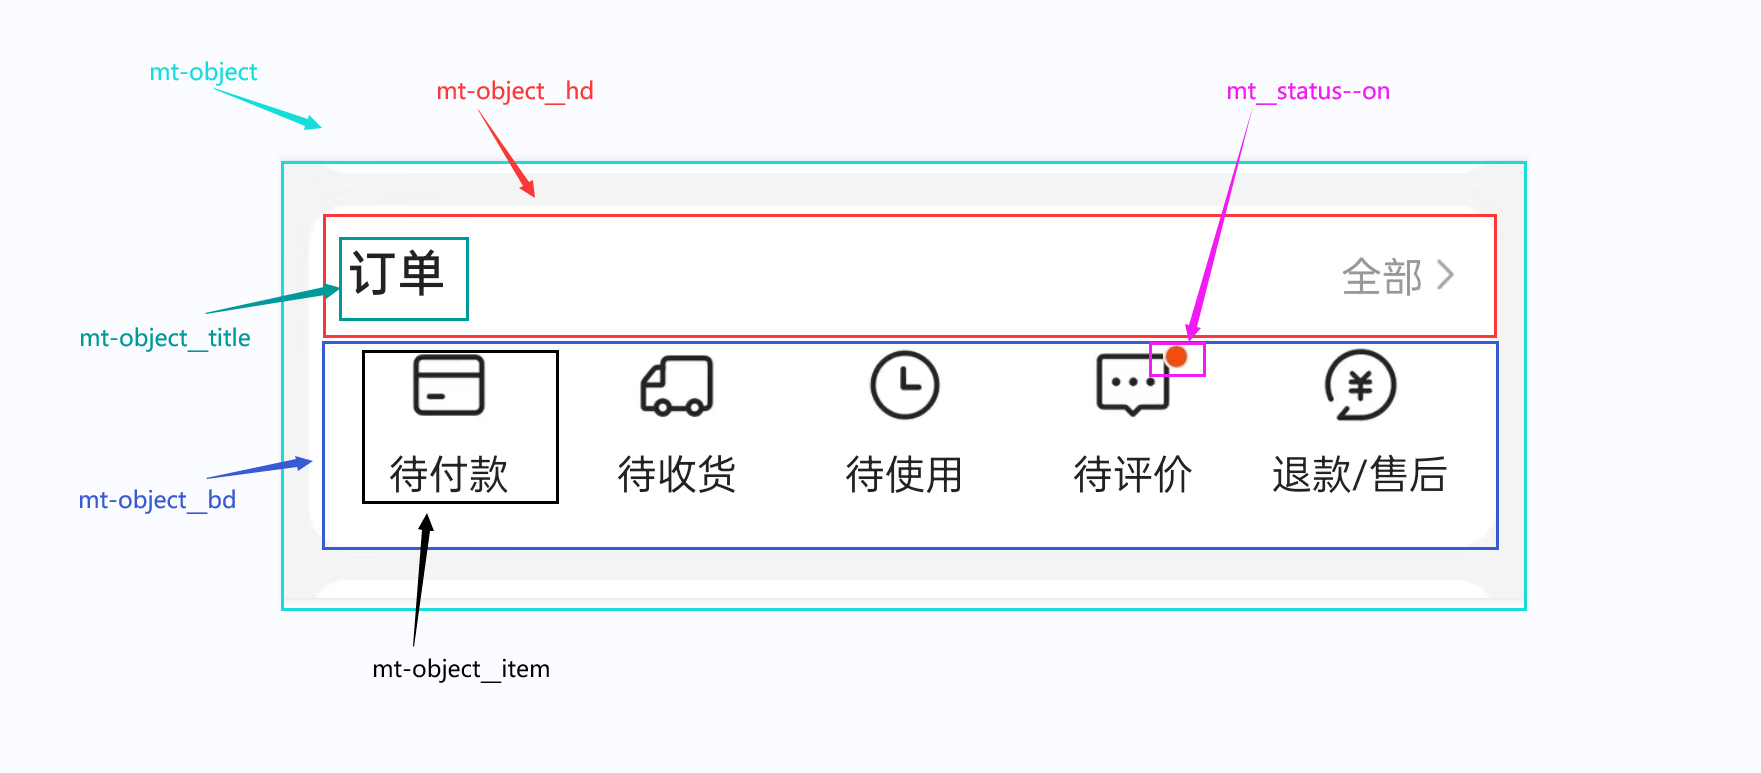 mt-object
mt-object__hd
mt__status--on
订单
全部
mt-object__title
待付款
待收货
待使用
待评价
退款/售后
mt-object__bd
mt-object__item